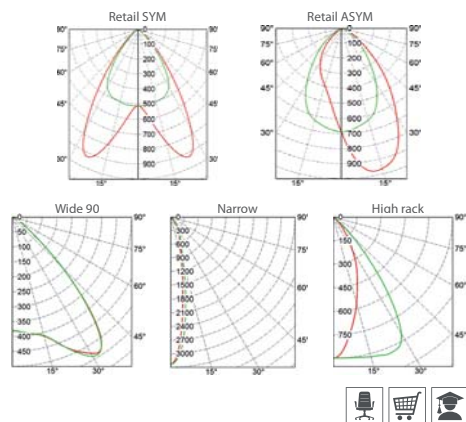 Retail SYM
90° 0 90°
75° 100 75°
200
60° 300 60°
400
45° 500 45°
600
700
800
30° 900 30°
15° 15°
Retail ASYM
90° 0 90°
75° 100 75°
200
60° 300 60°
400
45° 500 45°
600
30° 700 30°
800
900
15° 15°
Wide 90
0 90°
50
100 75°
150
200
250 60°
300
350
400 45°
450
15° 30°
Narrow
0 90°
300
600 75°
900
1200
1500 60°
1800
2100
2400
2700 45°
3000
15° 30°
High rack
0 90°
150 75°
300
450 60°
600
750 45°
15° 30°